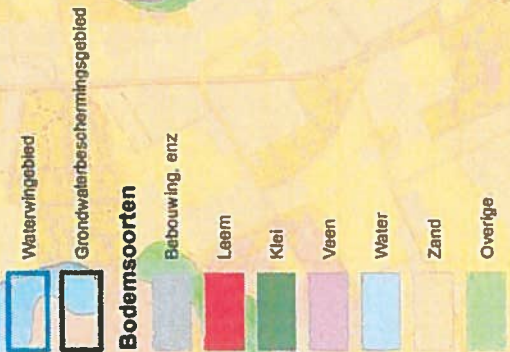 Waterwingebied
Grondwaterbeschermingsgebied
Bodemsoorten
Bebouwing, enz
Leem
Klei
Veen
Water
Zand
Overige